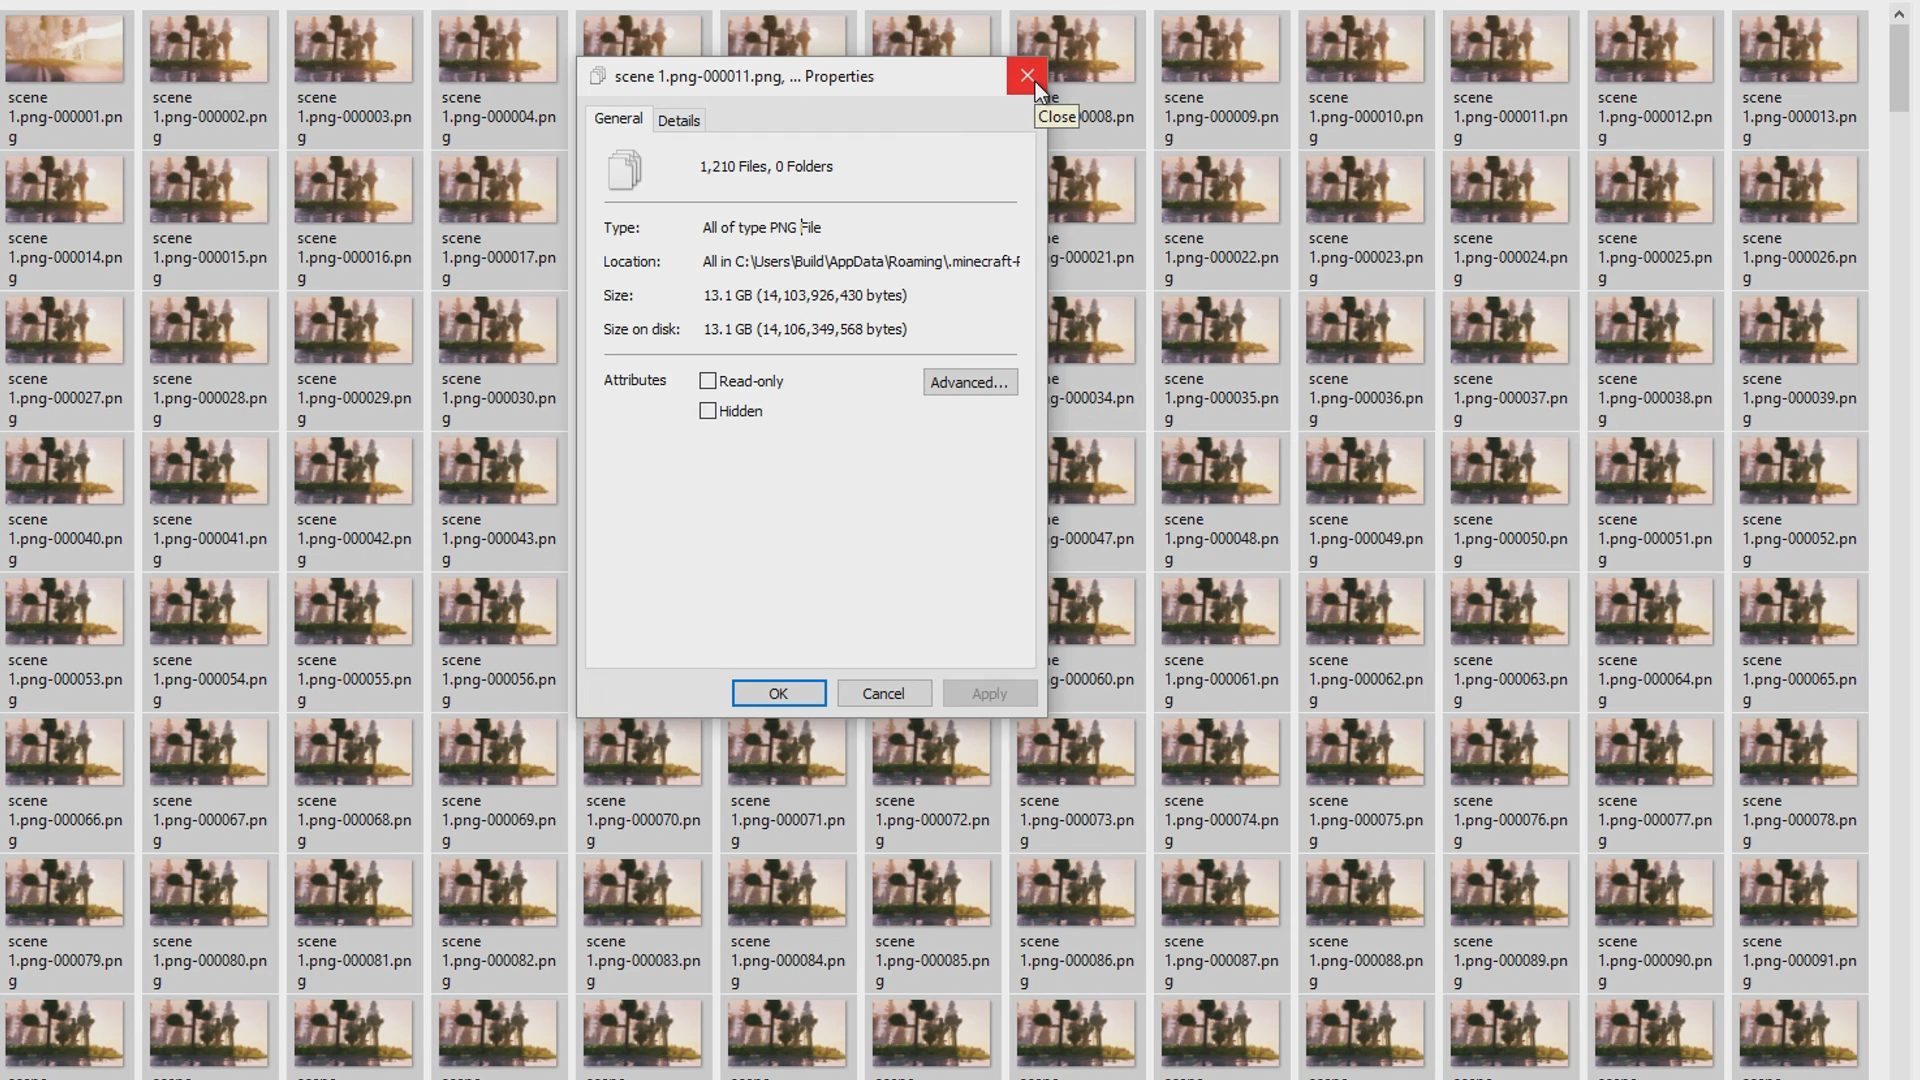 scene 1.png-000011.png, ... Properties
Close
General
Details
1,210 Files, 0 Folders
Type:
All of type PNG File
Location:
All in C:\Users\Build\AppData\Roaming\.minecraft-
Size:
13.1 GB (14,103,926,430 bytes)
Size on disk:
13.1 GB (14,106,349,568 bytes)
Attributes
Read-only
Advanced...
Hidden
OK
Cancel
Apply
scene 1.png-000001.png
scene 1.png-000002.png
scene 1.png-000003.png
scene 1.png-000004.png
000008.pn
g
scene 1.png-000009.png
scene 1.png-000010.png
scene 1.png-000011.png
scene 1.png-000012.png
scene 1.png-000013.png
scene 1.png-000014.png
scene 1.png-000015.png
scene 1.png-000016.png
scene 1.png-000017.png
ng-000021.pn
g
scene 1.png-000022.png
scene 1.png-000023.png
scene 1.png-000024.png
scene 1.png-000025.png
scene 1.png-000026.png
scene 1.png-000027.png
scene 1.png-000028.png
scene 1.png-000029.png
scene 1.png-000030.png
ng-000034.pn
g
scene 1.png-000035.png
scene 1.png-000036.png
scene 1.png-000037.png
scene 1.png-000038.png
scene 1.png-000039.png
scene 1.png-000040.png
scene 1.png-000041.png
scene 1.png-000042.png
scene 1.png-000043.png
ng-000047.pn
g
scene 1.png-000048.png
scene 1.png-000049.png
scene 1.png-000050.png
scene 1.png-000051.png
scene 1.png-000052.png
scene 1.png-000053.png
scene 1.png-000054.png
scene 1.png-000055.png
scene 1.png-000056.png
ng-000060.pn
g
scene 1.png-000061.png
scene 1.png-000062.png
scene 1.png-000063.png
scene 1.png-000064.png
scene 1.png-000065.png
scene 1.png-000066.png
scene 1.png-000067.png
scene 1.png-000068.png
scene 1.png-000069.png
scene 1.png-000070.png
scene 1.png-000071.png
scene 1.png-000072.png
scene 1.png-000073.png
scene 1.png-000074.png
scene 1.png-000075.png
scene 1.png-000076.png
scene 1.png-000077.png
scene 1.png-000078.png
scene 1.png-000079.png
scene 1.png-000080.png
scene 1.png-000081.png
scene 1.png-000082.png
scene 1.png-000083.png
scene 1.png-000084.png
scene 1.png-000085.png
scene 1.png-000086.png
scene 1.png-000087.png
scene 1.png-000088.png
scene 1.png-000089.png
scene 1.png-000090.png
scene 1.png-000091.png